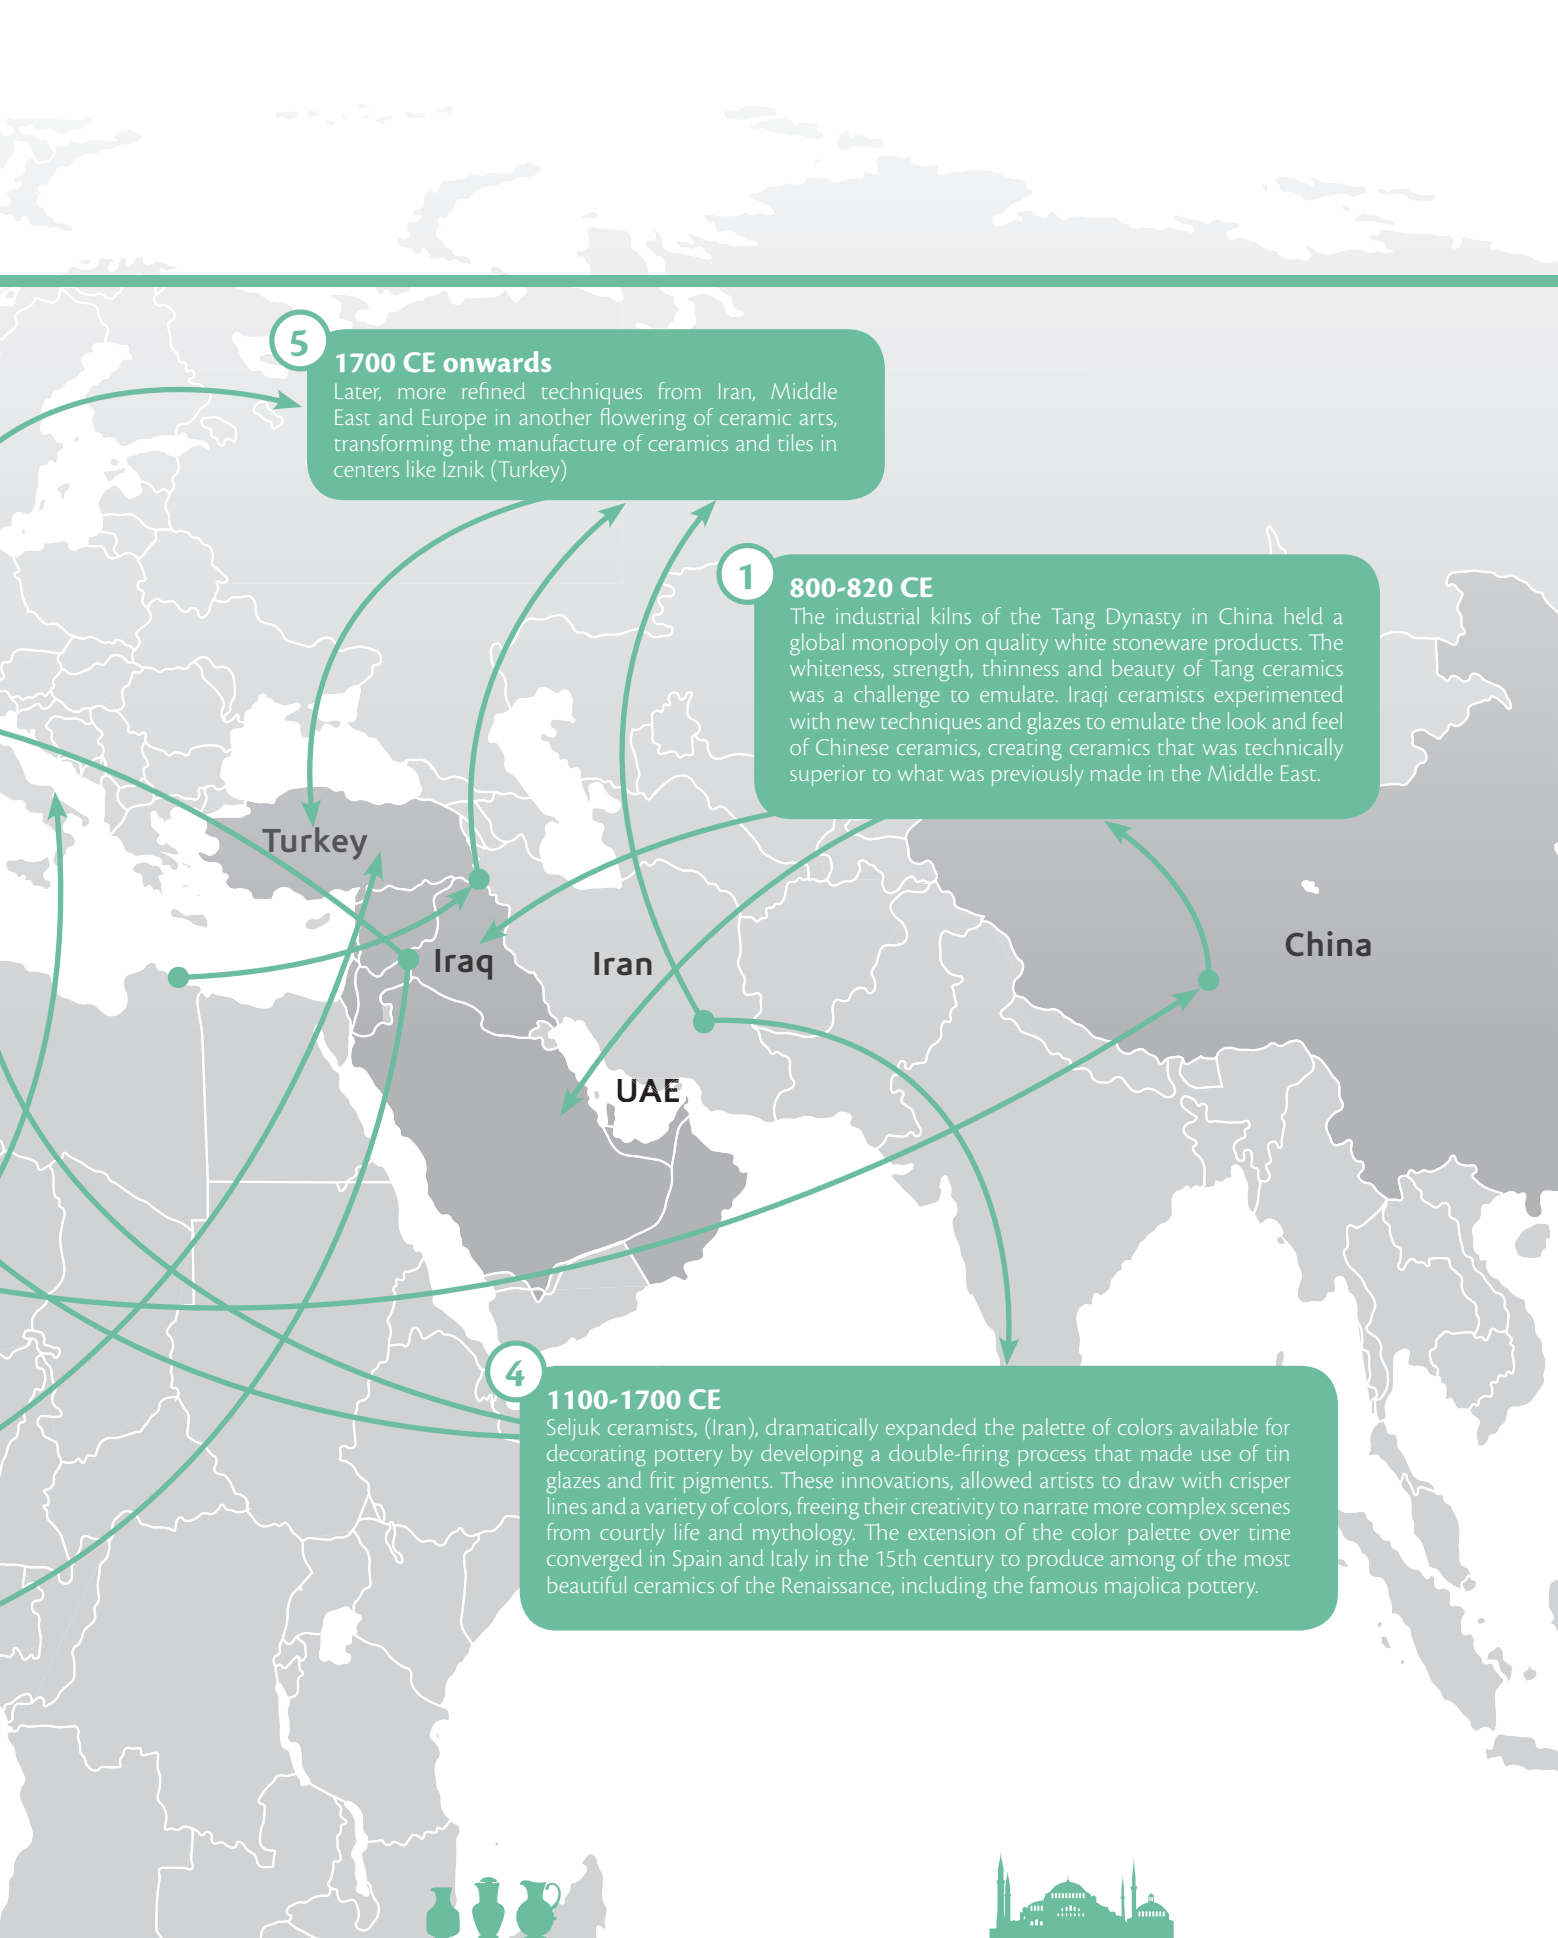 5
1700 CE onwards
Later, more refined techniques from Iran, Middle
East and Europe in another flowering of ceramic arts,
transforming the manufacture of ceramics and tiles in
centers like Iznik (Turkey)
1
800-820 CE
The industrial kilns of the Tang Dynasty in China held a
global monopoly on quality white stoneware products. The
whiteness, strength, thinness and beauty of Tang ceramics
was a challenge to emulate. Iraqi ceramists experimented
with new techniques and glazes to emulate the look and feel
of Chinese ceramics, creating ceramics that was technically
superior to what was previously made in the Middle East.
Turkey
Iraq
Iran
China
UAE
4
1100-1700 CE
Seljuk ceramists, (Iran), dramatically expanded the palette of colors available for
decorating pottery by developing a double-firing process that made use of tin
glazes and frit pigments. These innovations, allowed artists to draw with crisper
lines and a variety of colors, freeing their creativity to narrate more complex scenes
from courtly life and mythology. The extension of the color palette over time
converged in Spain and Italy in the 15th century to produce among of the most
beautiful ceramics of the Renaissance, including the famous majolica pottery.